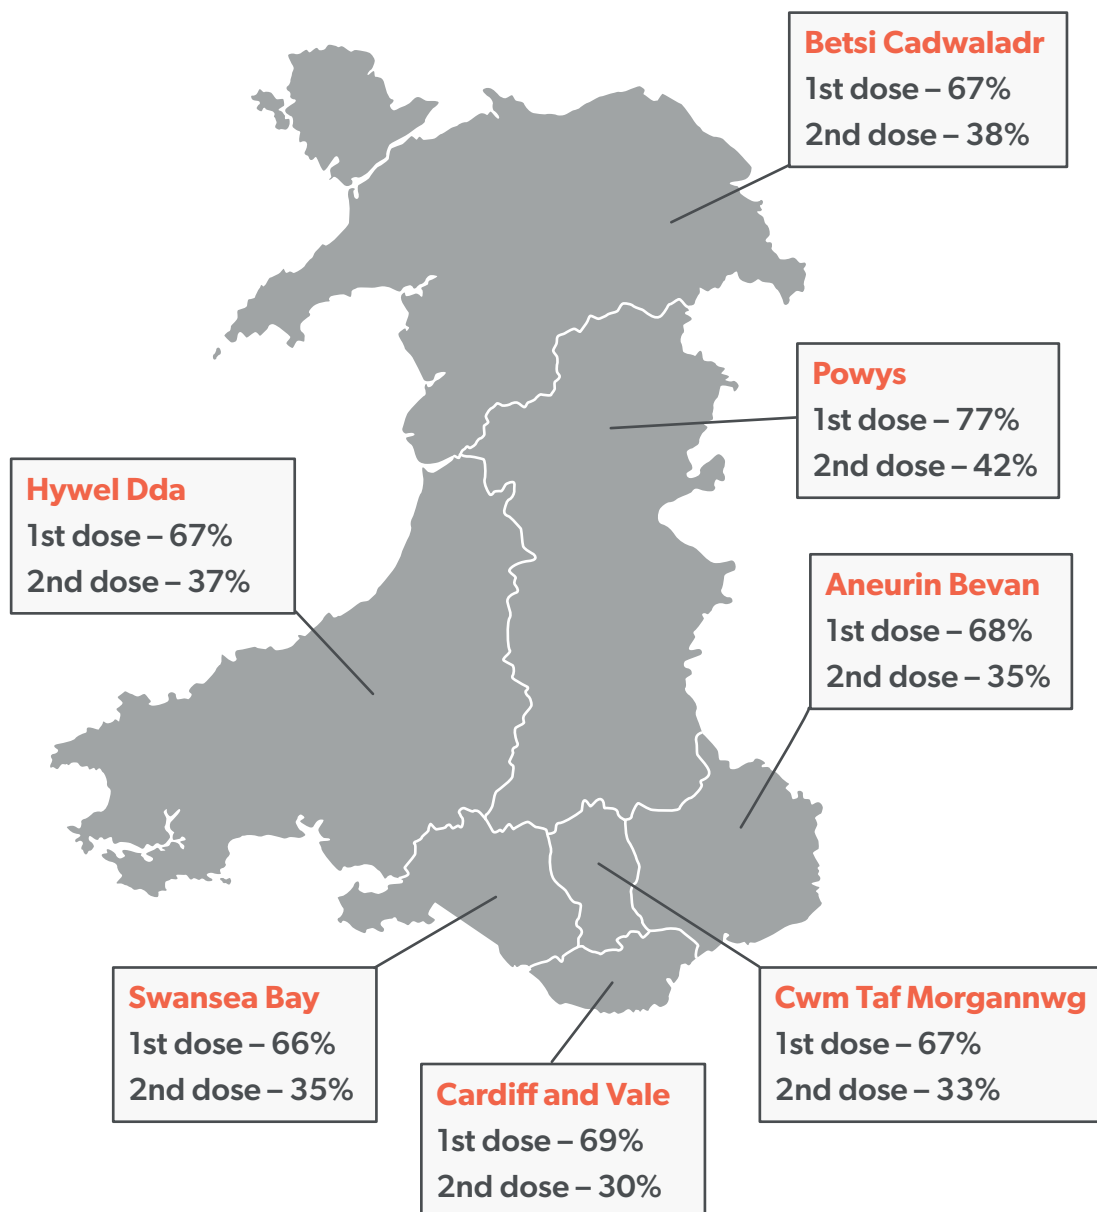 Betsi Cadwaladr
1st dose – 67%
2nd dose – 38%
Powys
1st dose – 77%
2nd dose – 42%
Hywel Dda
1st dose – 67%
2nd dose – 37%
Aneurin Bevan
1st dose – 68%
2nd dose – 35%
Swansea Bay
1st dose – 66%
2nd dose – 35%
Cwm Taf Morgannwg
1st dose – 67%
2nd dose – 33%
Cardiff and Vale
1st dose – 69%
2nd dose – 30%